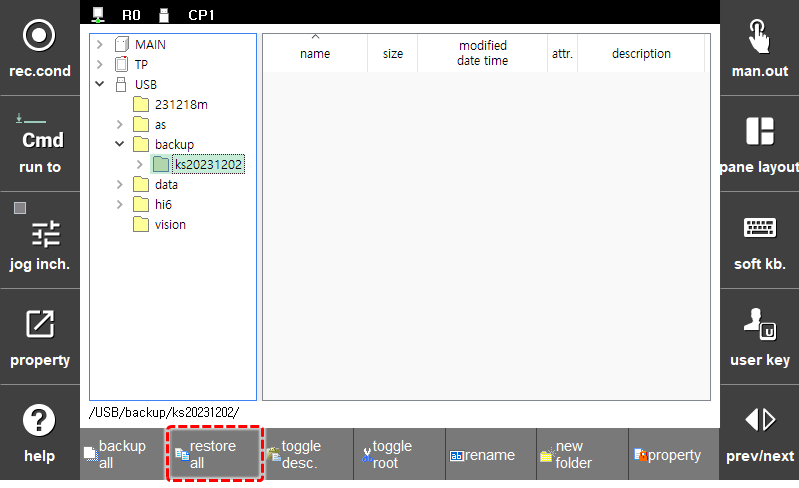 R0 CP1
rec.cond
Cmd
run to
jog inch.
property
help
MAIN
TP
USB
231218m
as
backup
ks20231202
data
hi6
vision
name
size
modified
date time
attr.
description
/USB/backup/ks20231202/
man.out
pane layout
soft kb.
U
user key
prev/next
backup
all
restore
all
toggle
desc.
toggle
root
rename
new
folder
property